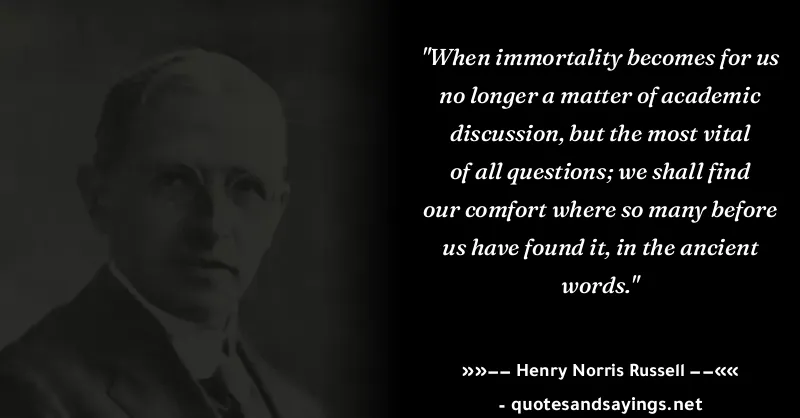 "When immortality becomes for us
no longer a matter of academic
discussion, but the most vital
of all questions; we shall find
our comfort where so many before
us have found it, in the ancient
words."
»»–– Henry Norris Russell ––««
- quotesandsayings.net